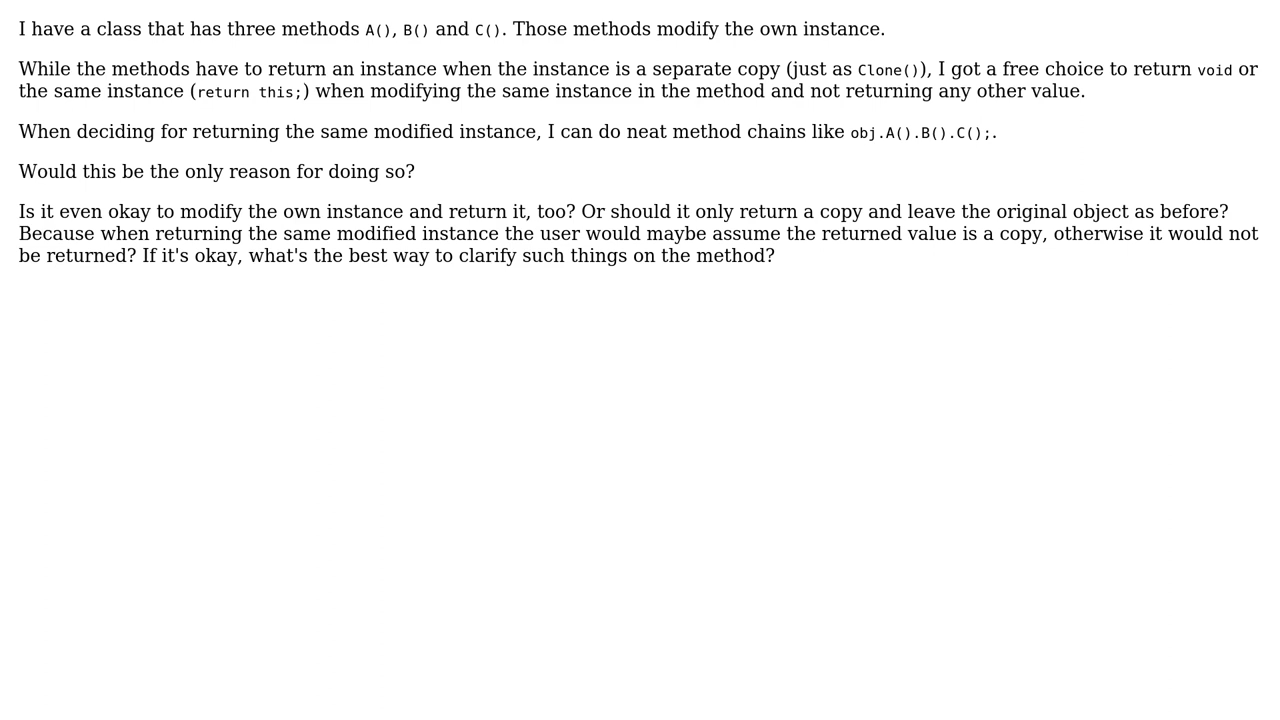 I have a class that has three methods A(), B() and C(). Those methods modify the own instance.
While the methods have to return an instance when the instance is a separate copy (just as Clone()), I got a free choice to return void or
the same instance (return this;) when modifying the same instance in the method and not returning any other value.
When deciding for returning the same modified instance, I can do neat method chains like obj.A().B().C();.
Would this be the only reason for doing so?
Is it even okay to modify the own instance and return it, too? Or should it only return a copy and leave the original object as before?
Because when returning the same modified instance the user would maybe assume the returned value is a copy, otherwise it would not
be returned? If it's okay, what's the best way to clarify such things on the method?